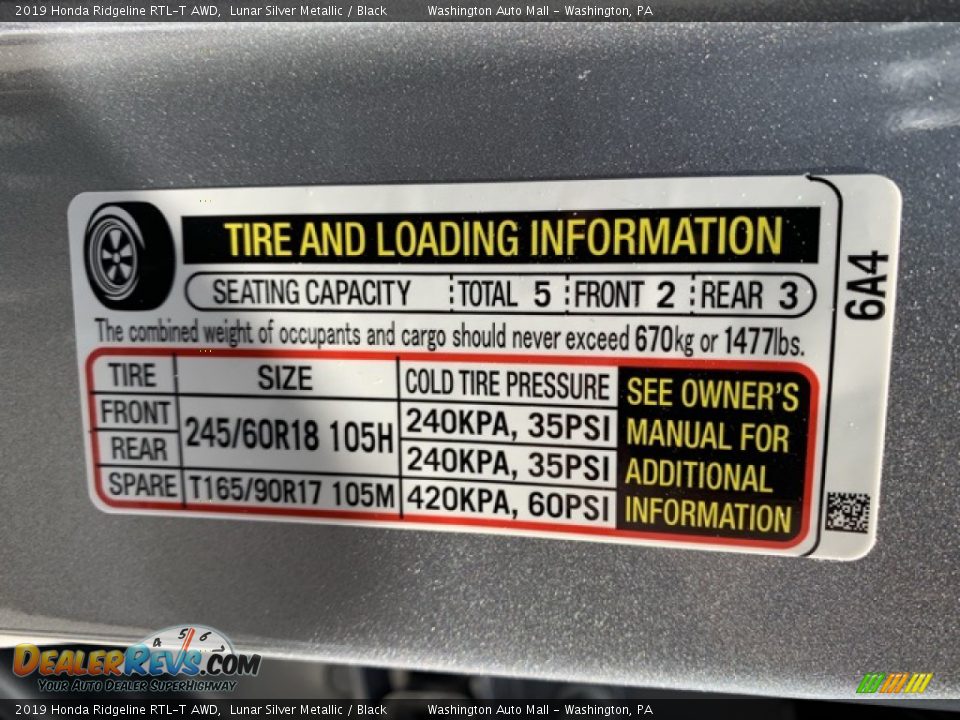 2019 Honda Ridgeline RTL-T AWD, Lunar Silver Metallic / Black Washington Auto Mall - Washington, PA
TIRE AND LOADING INFORMATION
SEATING CAPACITY TOTAL 5 FRONT 2 REAR 3
The combined weight of occupants and cargo should never exceed 670kg or 1477lbs.
6A4
TIRE SIZE COLD TIRE PRESSURE
FRONT 245/60R18 105H 240KPA, 35PSI
REAR 240KPA, 35PSI
SPARE T165/90R17 105M 420KPA, 60PSI
SEE OWNER'S
MANUAL FOR
ADDITIONAL
INFORMATION
4 5 6 7
DEALERREVS.COM
YOUR AUTO DEALER SUPERHIGHWAY
2019 Honda Ridgeline RTL-T AWD, Lunar Silver Metallic / Black Washington Auto Mall - Washington, PA